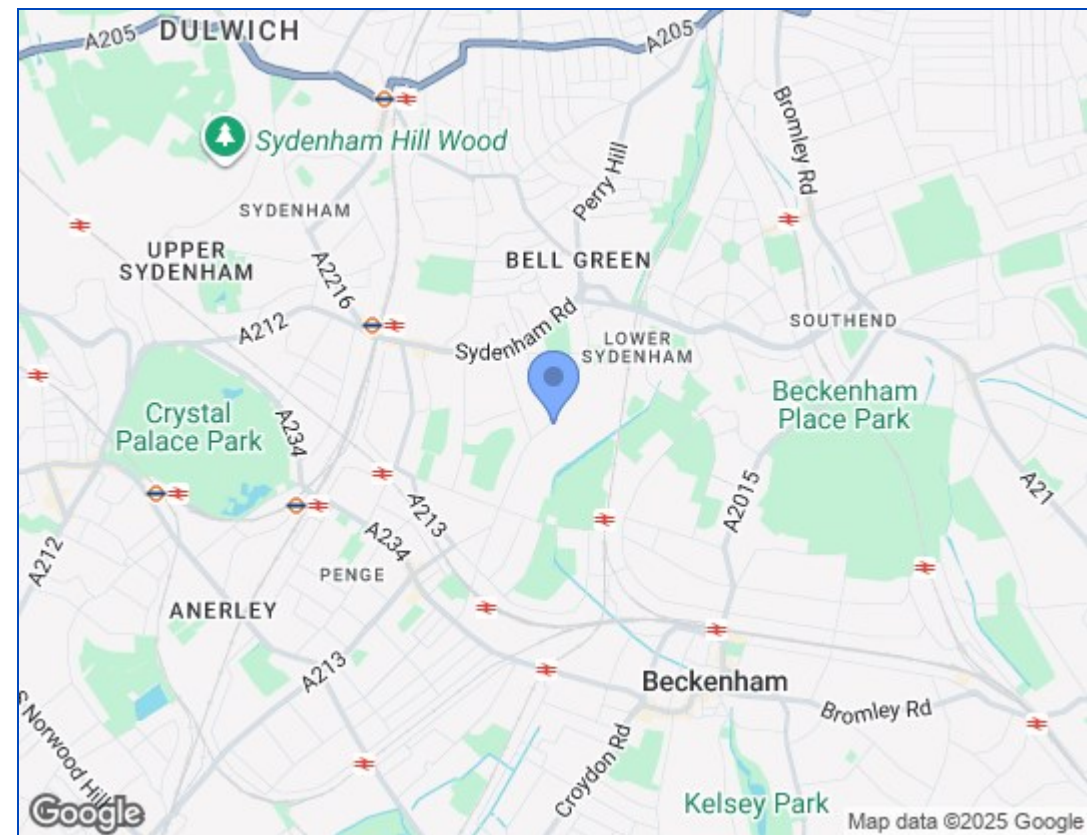 DULWICH
A205
A205
Sydenham Hill Wood
Bromley Rd
Perry Hill
SYDENHAM
UPPER
SYDENHAM
BELL GREEN
A2216
A212
Sydenham Rd
LOWER
SYDENHAM
SOUTHEND
Crystal
Palace Park
A234
Beckenham
Place Park
A21
A213
A2015
A212
A234
PENGE
ANERLEY
A213
Beckenham
Bromley Rd
S Norwood Hill
Croydon Rd
Kelsey Park
Google
Map data ©2025 Google